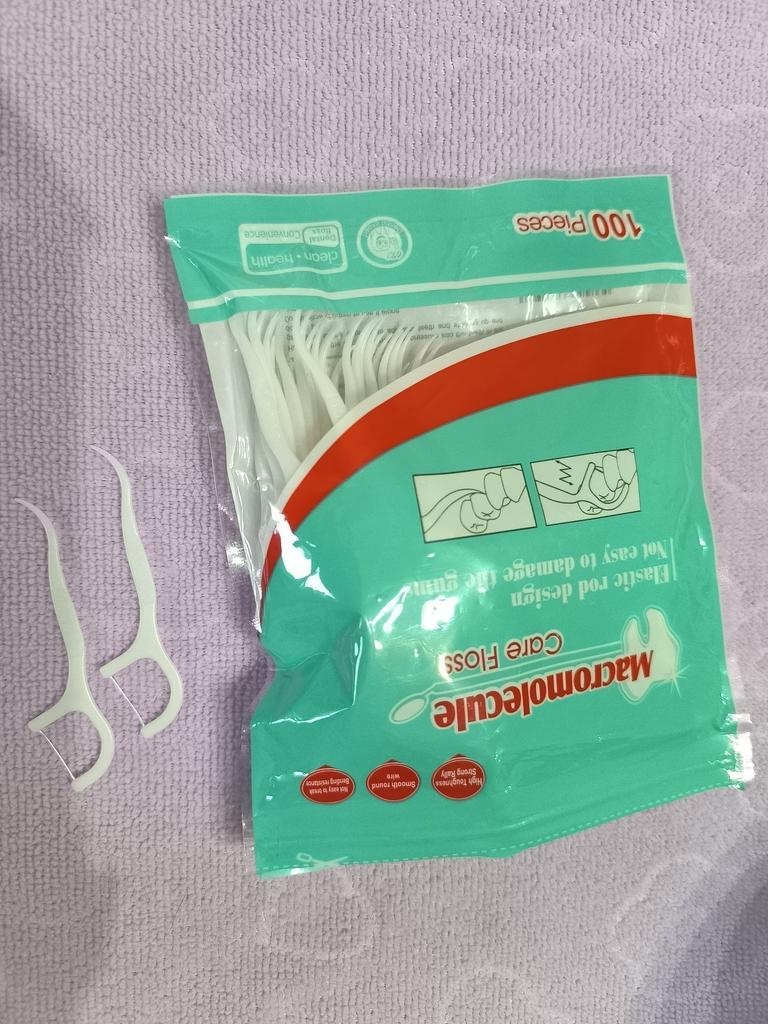 High Toughness
Strong Rally
Smooth round
wire
Not easy to break
Bending resistance
Macromolecule
Care Floss
Elastic rod design
Not easy to damage the gums
100 Pieces
clean · health
Dental
floss
Convenience